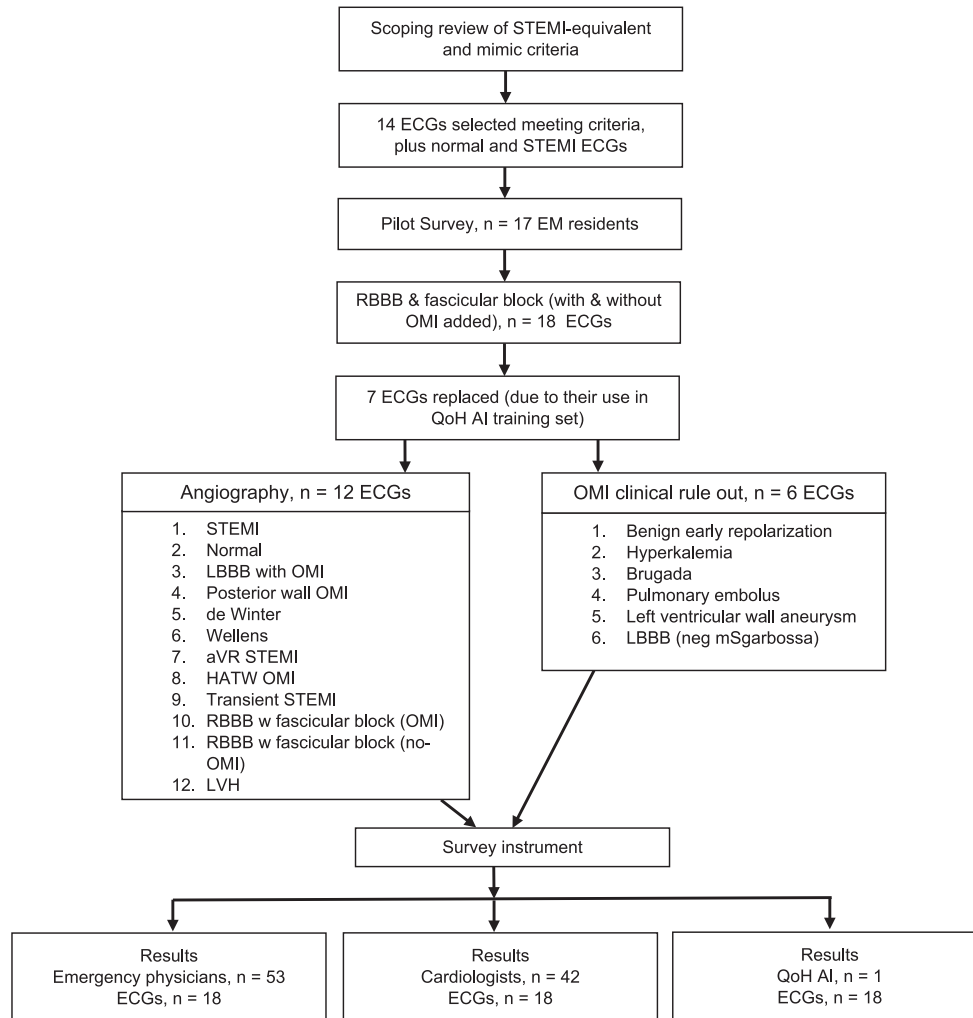 Scoping review of STEMI-equivalent
and mimic criteria
14 ECGs selected meeting criteria,
plus normal and STEMI ECGs
Pilot Survey, n = 17 EM residents
RBBB & fascicular block (with & without
OMI added), n = 18 ECGs
7 ECGs replaced (due to their use in
QoH AI training set)
Angiography, n = 12 ECGs
1. STEMI
2. Normal
3. LBBB with OMI
4. Posterior wall OMI
5. de Winter
6. Wellens
7. aVR STEMI
8. HATW OMI
9. Transient STEMI
10. RBBB w fascicular block (OMI)
11. RBBB w fascicular block (no-
OMI)
12. LVH
OMI clinical rule out, n = 6 ECGs
1. Benign early repolarization
2. Hyperkalemia
3. Brugada
4. Pulmonary embolus
5. Left ventricular wall aneurysm
6. LBBB (neg mSgarbossa)
Survey instrument
Results
Emergency physicians, n = 53
ECGs, n = 18
Results
Cardiologists, n = 42
ECGs, n = 18
Results
QoH AI, n = 1
ECGs, n = 18